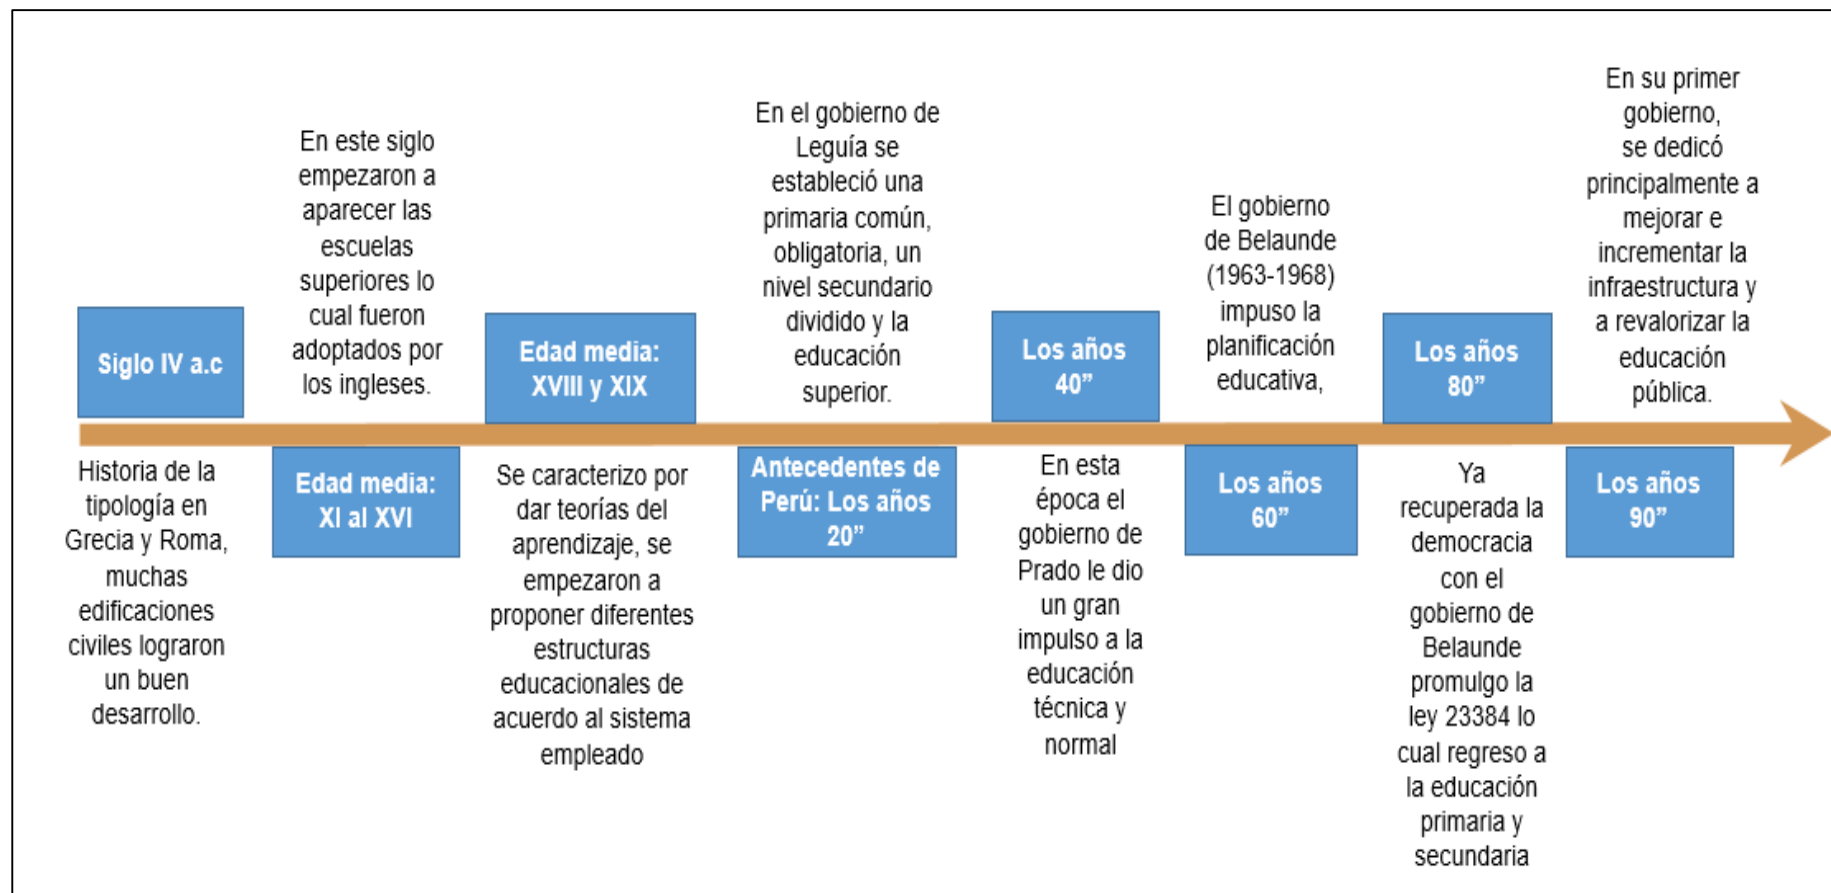 Siglo IV a.c
Historia de la
tipología en
Grecia y Roma,
muchas
edificaciones
civiles lograron
un buen
desarrollo.
En este siglo
empezaron a
aparecer las
escuelas
superiores lo
cual fueron
adoptados por
los ingleses.
Edad media:
XI al XVI
Edad media:
XVIII y XIX
Se caracterizo por
dar teorías del
aprendizaje, se
empezaron a
proponer diferentes
estructuras
educacionales de
acuerdo al sistema
empleado
En el gobierno de
Leguía se
estableció una
primaria común,
obligatoria, un
nivel secundario
dividido y la
educación
superior.
Antecedentes de
Perú: Los años
20”
Los años
40”
En esta
época el
gobierno de
Prado le dio
un gran
impulso a la
educación
técnica y
normal
El gobierno
de Belaunde
(1963-1968)
impuso la
planificación
educativa,
Los años
60”
Los años
80”
Ya
recuperada la
democracia
con el
gobierno de
Belaunde
promulgo la
ley 23384 lo
cual regreso a
la educación
primaria y
secundaria
En su primer
gobierno,
se dedicó
principalmente a
mejorar e
incrementar la
infraestructura y
a revalorizar la
educación
pública.
Los años
90”